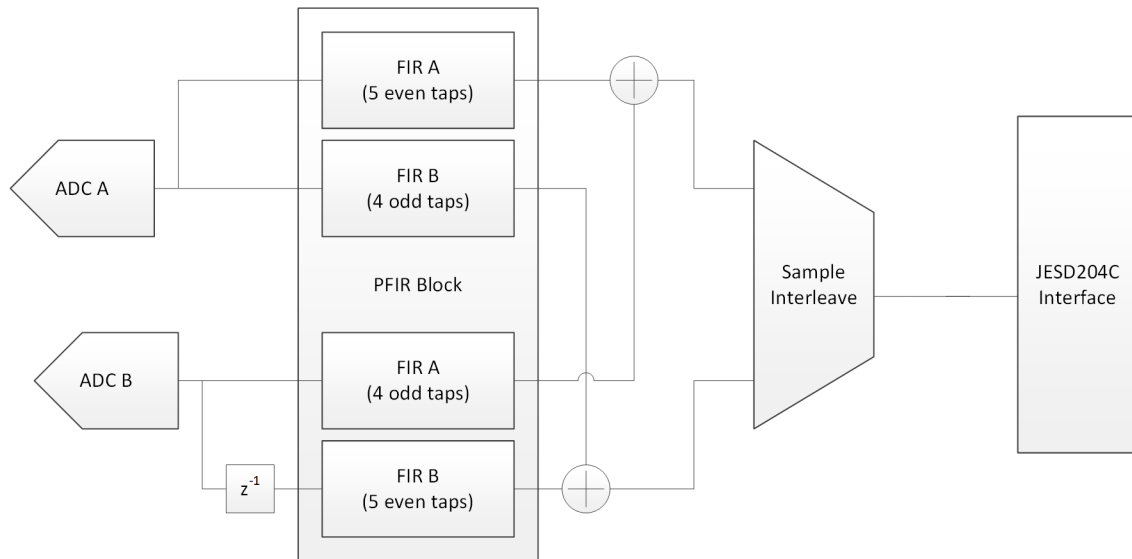 FIR A
(5 even taps)
ADC A
FIR B
(4 odd taps)
PFIR Block
Sample
Interleave
JESD204C
Interface
ADC B
FIR A
(4 odd taps)
z⁻¹
FIR B
(5 even taps)